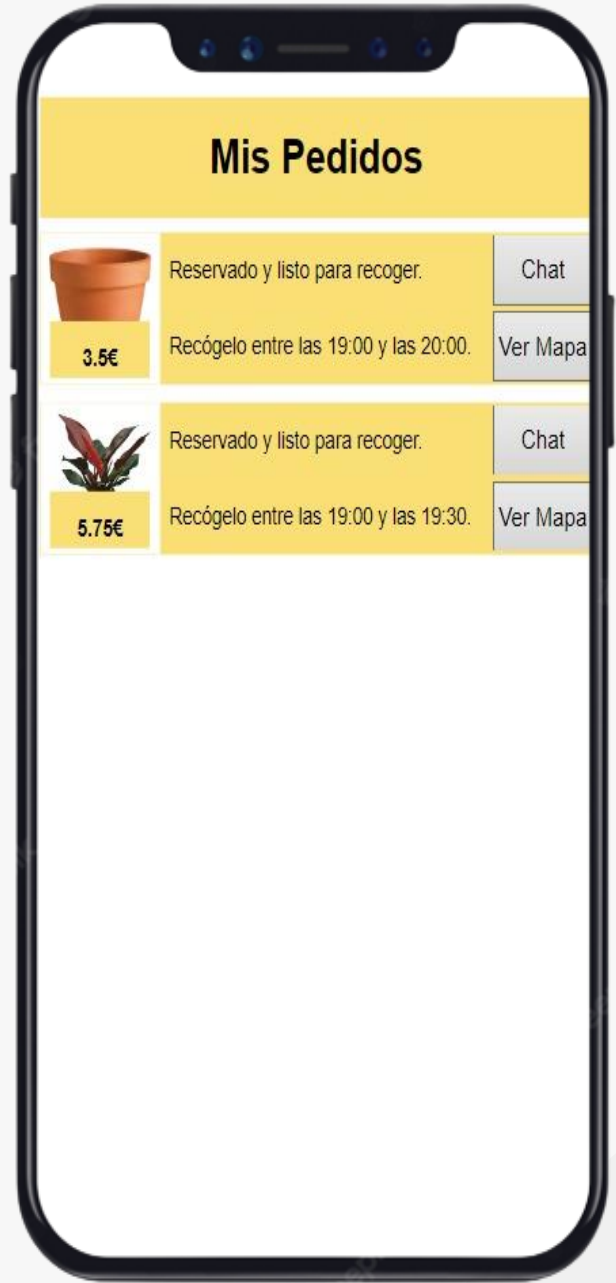 Mis Pedidos
Reservado y listo para recoger.
Chat
3.5€
Recógelo entre las 19:00 y las 20:00.
Ver Mapa
Reservado y listo para recoger.
Chat
5.75€
Recógelo entre las 19:00 y las 19:30.
Ver Mapa